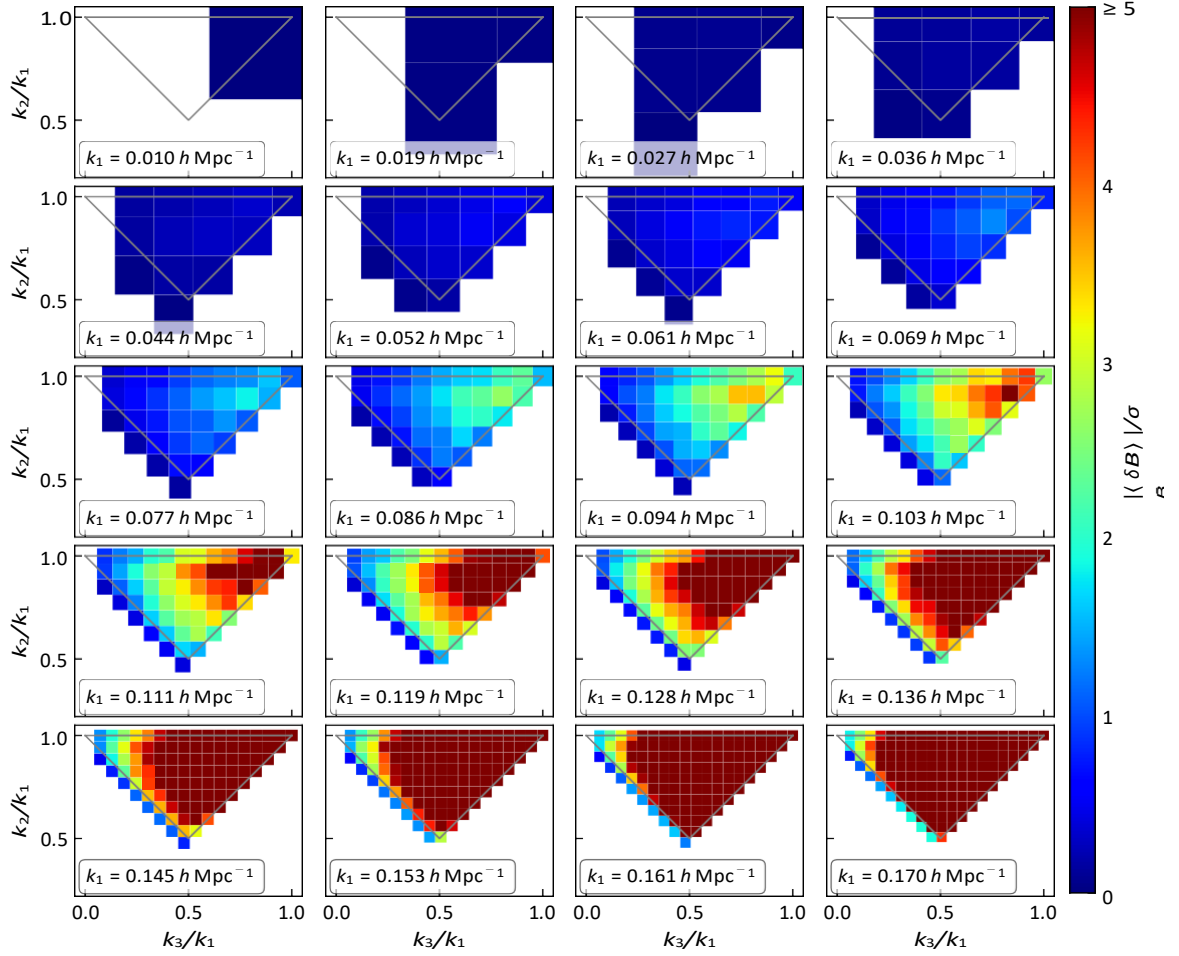 1.0
0.5
k₂/k₁
k₁ = 0.010 h Mpc⁻¹
k₁ = 0.019 h Mpc⁻¹
k₁ = 0.027 h Mpc⁻¹
k₁ = 0.036 h Mpc⁻¹
1.0
0.5
k₂/k₁
k₁ = 0.044 h Mpc⁻¹
k₁ = 0.052 h Mpc⁻¹
k₁ = 0.061 h Mpc⁻¹
k₁ = 0.069 h Mpc⁻¹
1.0
0.5
k₂/k₁
k₁ = 0.077 h Mpc⁻¹
k₁ = 0.086 h Mpc⁻¹
k₁ = 0.094 h Mpc⁻¹
k₁ = 0.103 h Mpc⁻¹
1.0
0.5
k₂/k₁
k₁ = 0.111 h Mpc⁻¹
k₁ = 0.119 h Mpc⁻¹
k₁ = 0.128 h Mpc⁻¹
k₁ = 0.136 h Mpc⁻¹
1.0
0.5
k₂/k₁
k₁ = 0.145 h Mpc⁻¹
k₁ = 0.153 h Mpc⁻¹
k₁ = 0.161 h Mpc⁻¹
k₁ = 0.170 h Mpc⁻¹
0.0 0.5 1.0
0.0 0.5 1.0
0.0 0.5 1.0
0.0 0.5 1.0
k₃/k₁
k₃/k₁
k₃/k₁
k₃/k₁
≥ 5
4
3
2
1
0
|⟨ δB⟩ |/σ
B